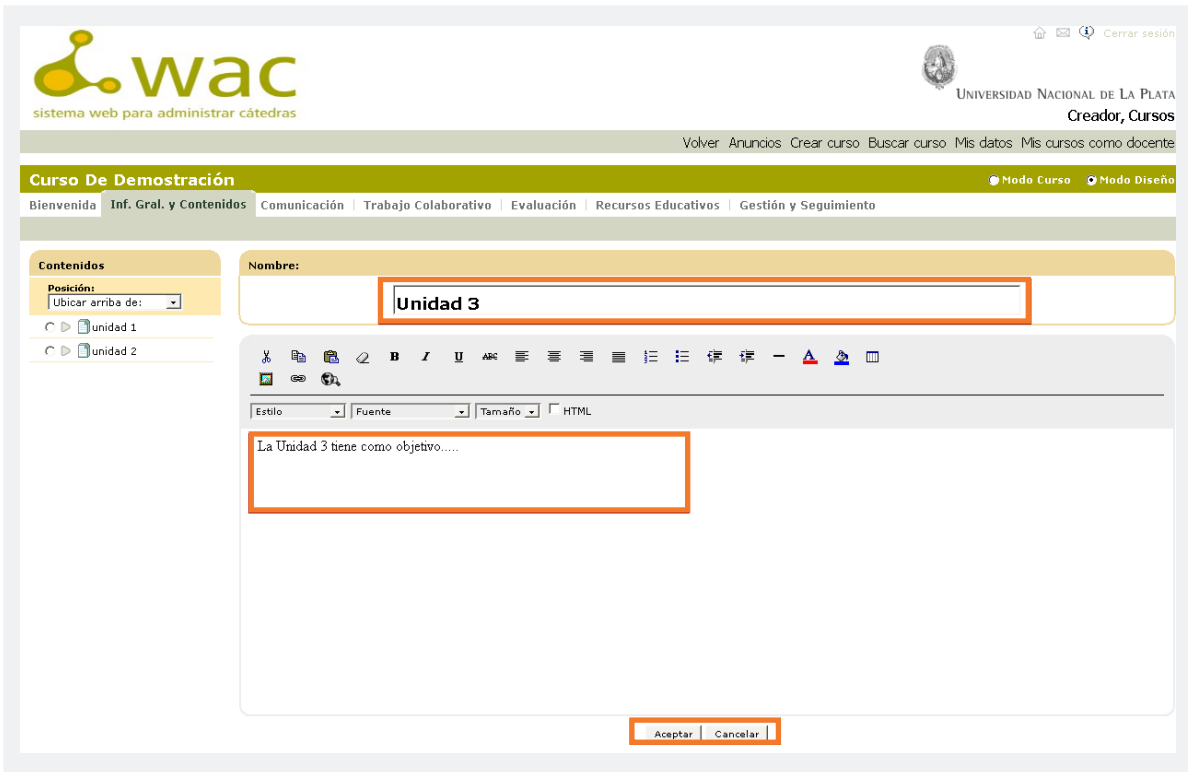 Cerrar sesión
wac
sistema web para administrar cátedras
UNIVERSIDAD NACIONAL DE LA PLATA
Creador, Cursos
Volver Anuncios Crear curso Buscar curso Mis datos Mis cursos como docente
Curso De Demostración
Modo Curso Modo Diseño
Bienvenida Inf. Gral. y Contenidos Comunicación | Trabajo Colaborativo | Evaluación | Recursos Educativos | Gestión y Seguimiento
Contenidos
Posición:
Ubicar arriba de:
unidad 1
unidad 2
Nombre:
Unidad 3
B I U ABC A
Estilo Fuente Tamaño HTML
La Unidad 3 tiene como objetivo.....
Aceptar Cancelar